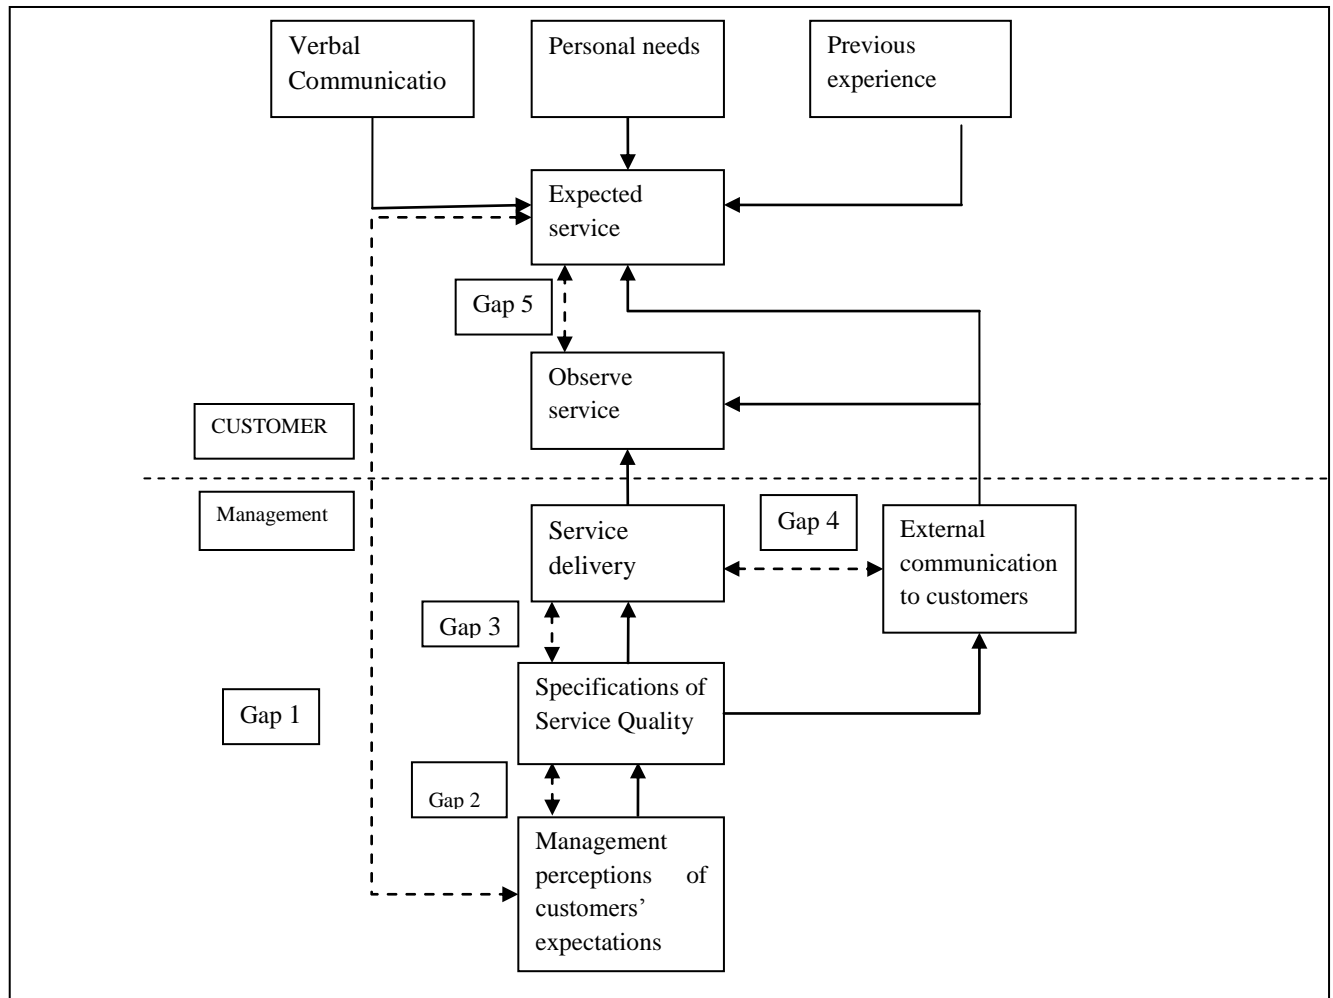 Verbal
Communicatio
Personal needs
Previous
experience
Expected
service
Gap 5
Observe
service
CUSTOMER
Management
Service
delivery
Gap 4
External
communication
to customers
Gap 3
Specifications of
Service Quality
Gap 1
Gap 2
Management
perceptions of
customers’
expectations